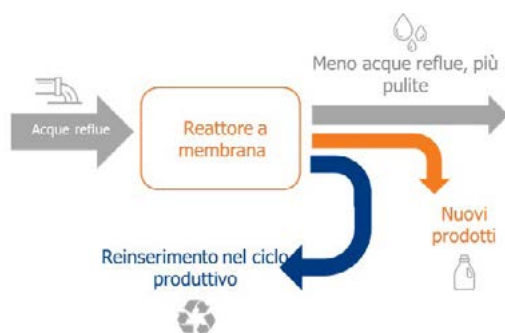 Meno acque reflue, più
pulite
Acque reflue
Reattore a
membrana
Nuovi
prodotti
Reinserimento nel ciclo
produttivo